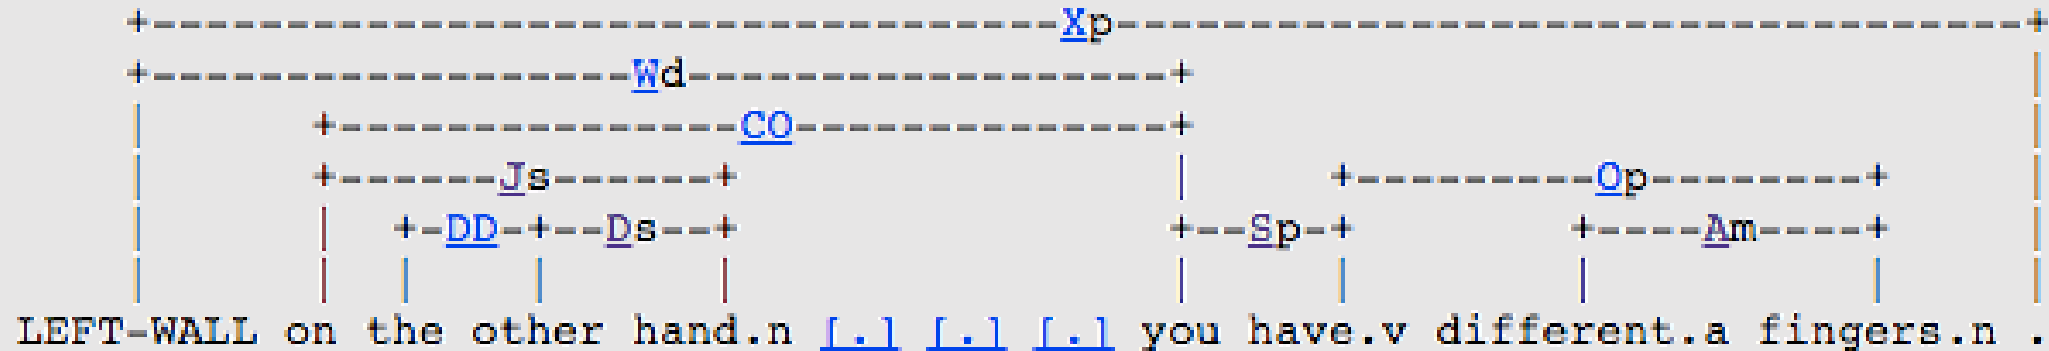 +-----------------------------------Xp-----------------------------------+
+------------------Wd------------------+
+---------------CO--------------+
+------Js------+ +---------Op---------+
+-DD-+--Ds--+ +--Sp-+ +----Am----+
LEFT-WALL on the other hand.n [.] [.] [.] you have.v different.a fingers.n .